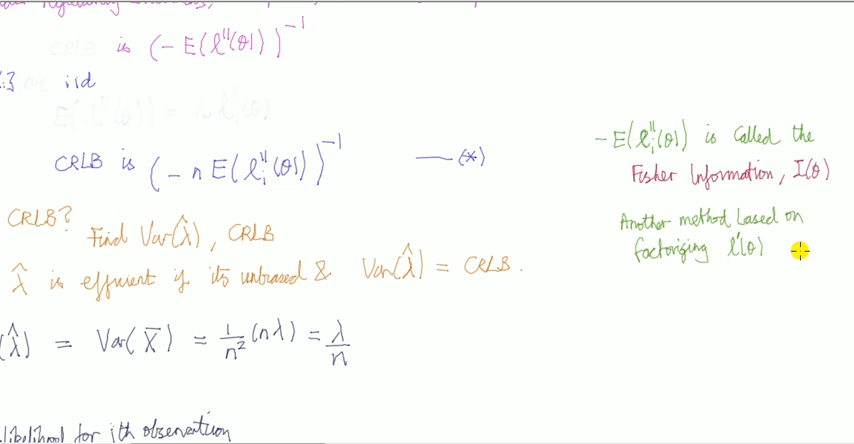 CRLB is (- E(l''(θ)))^-1
iid
E(l''(θ)) = n l''_i(θ)
CRLB is (- n E(l''_i(θ)))^-1 —— (*)
- E(l''_i(θ)) is called the
Fisher Information, I(θ)
CRLB?
Find Var(λ̂), CRLB
λ̂ is efficient if its unbiased & Var(λ̂) = CRLB.
Another method based on
factorizing l'(θ)
(λ̂) = Var(X̄) = 1/n² (nλ) = λ/n
likelihood for ith observation